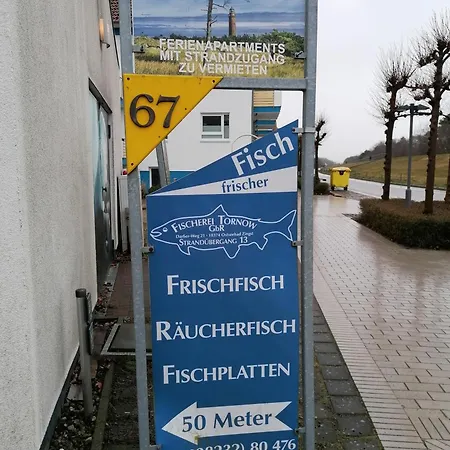 FERIENAPARTMENTS
MIT STRANDZUGANG
ZU VERMIETEN
67
Fisch
frischer
FISCHEREI TORNOW
GbR
STRANDÜBERGANG 13
FRISCHFISCH
RÄUCHERFISCH
FISCHPLATTEN
50 METER
80 476